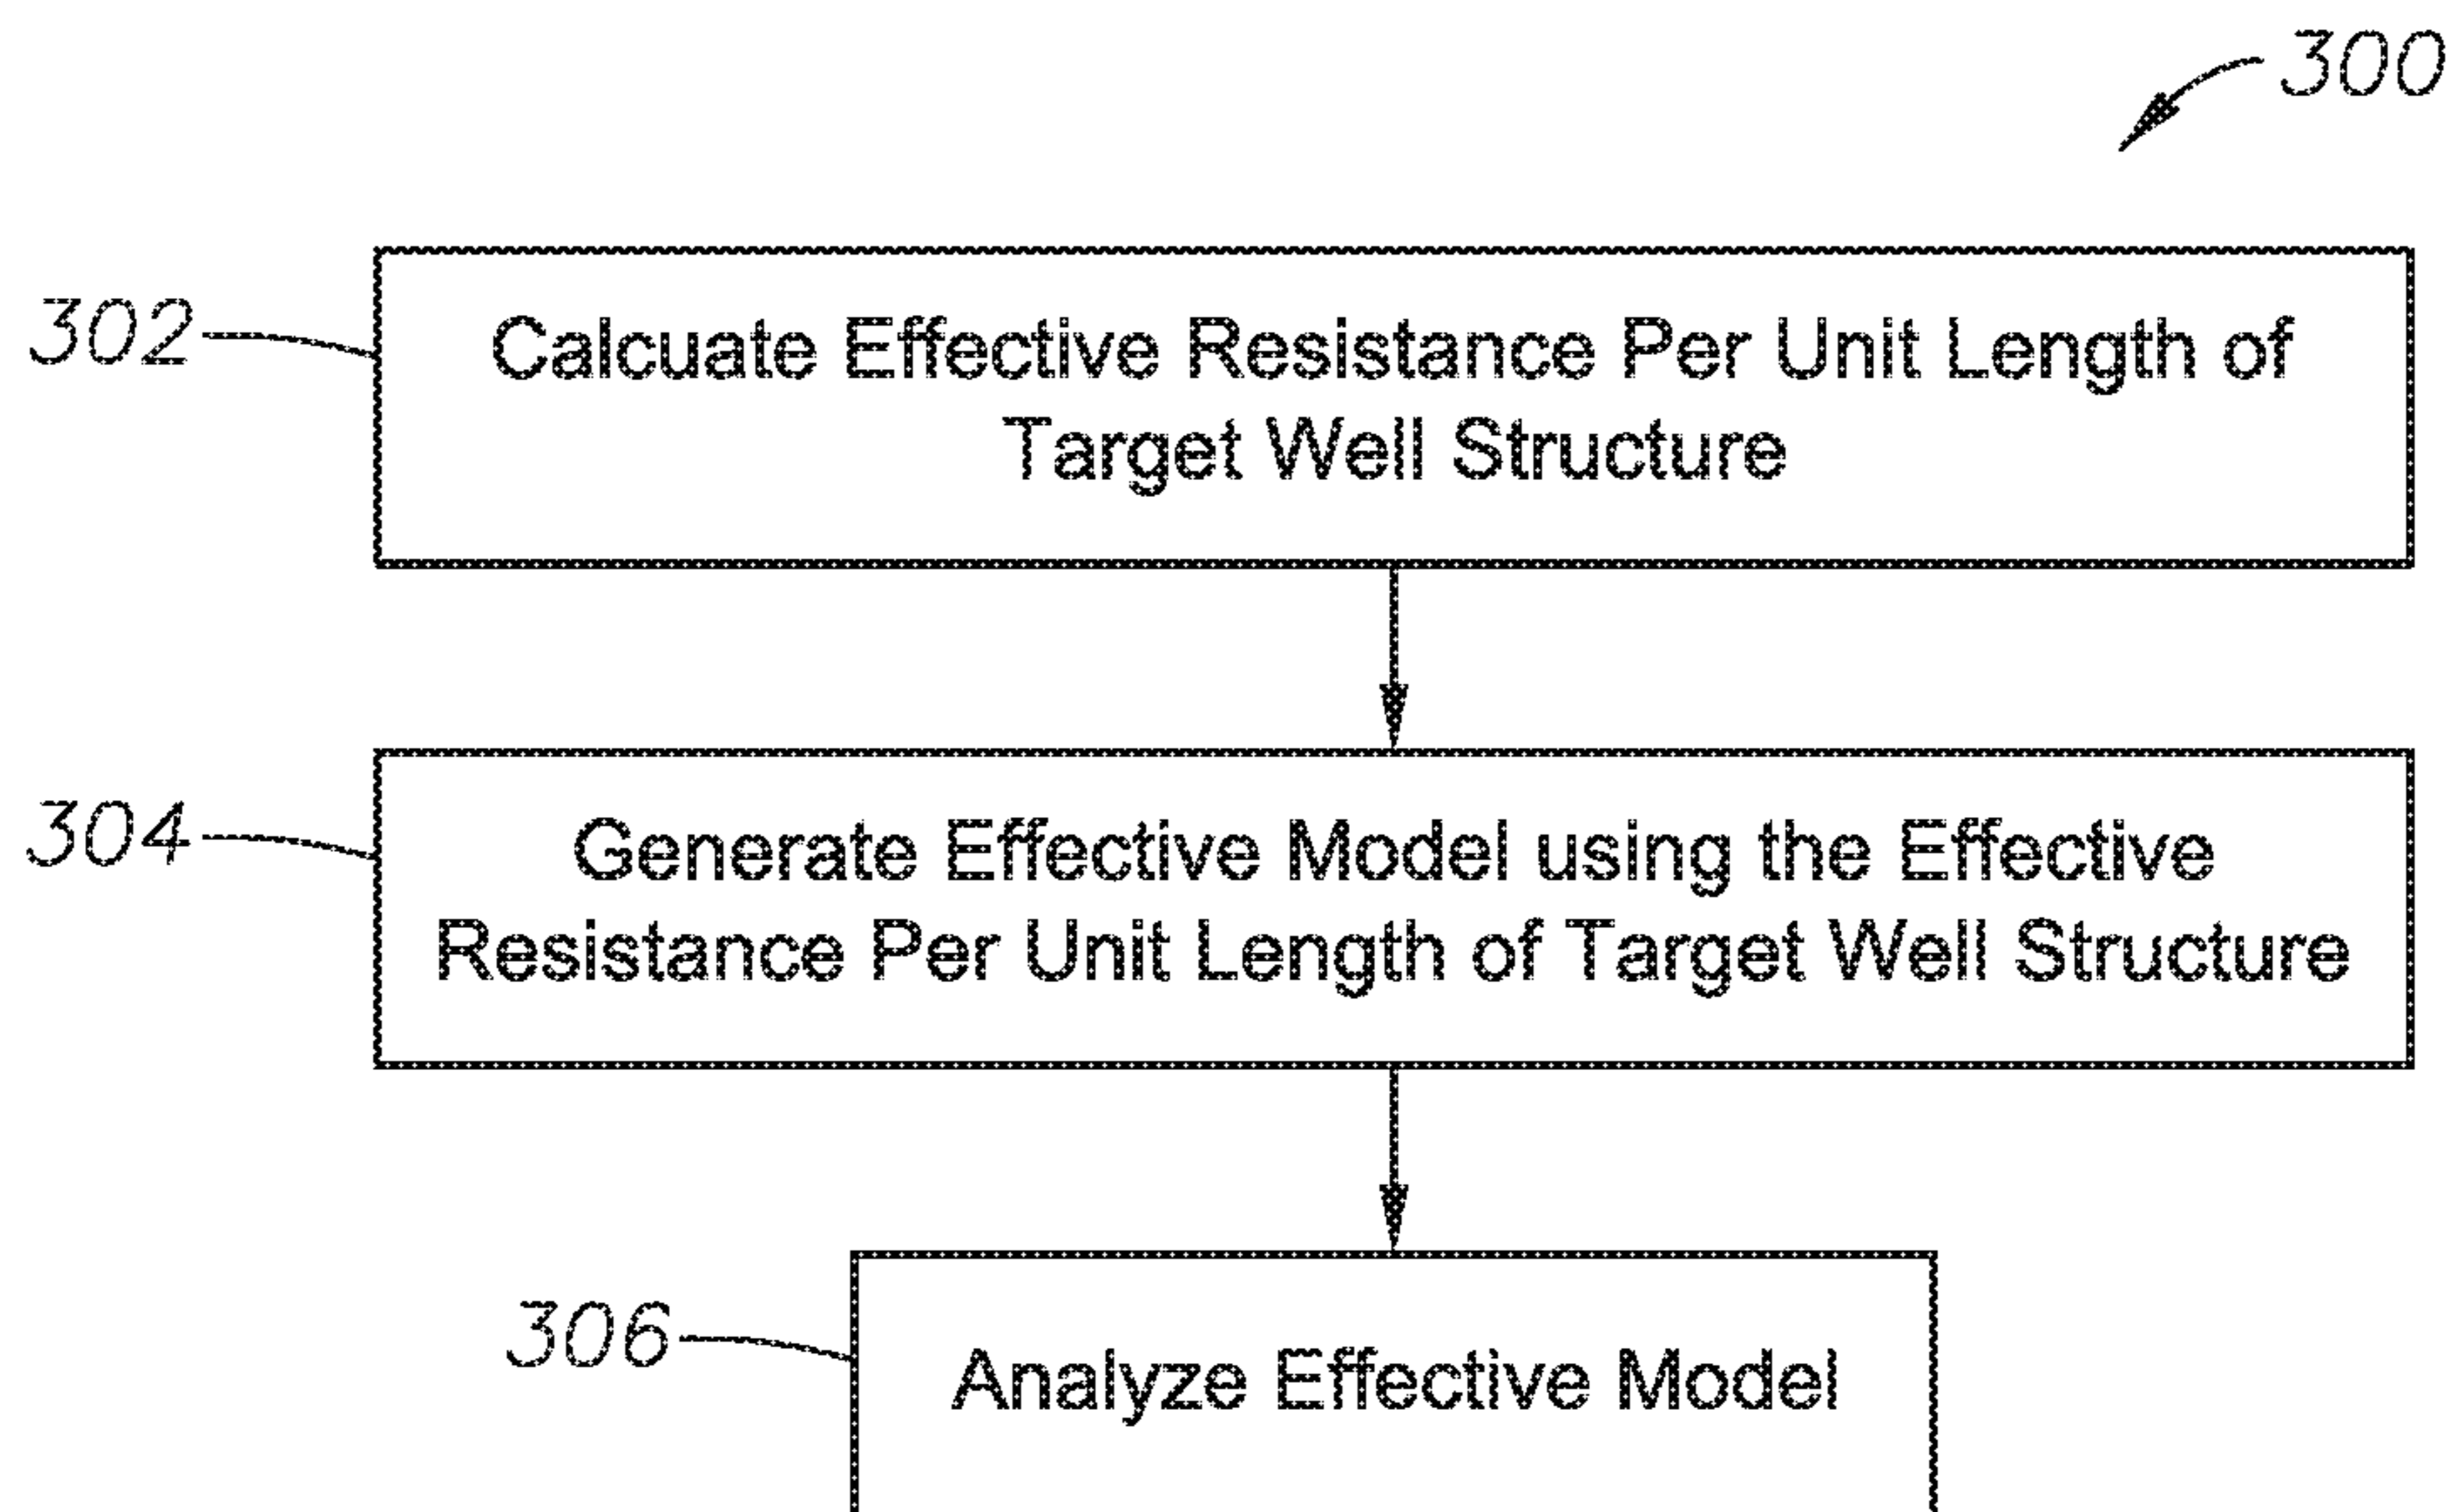 300
302
Calcuate Effective Resistance Per Unit Length of
Target Well Structure
304
Generate Effective Model using the Effective
Resistance Per Unit Length of Target Well Structure
306
Analyze Effective Model